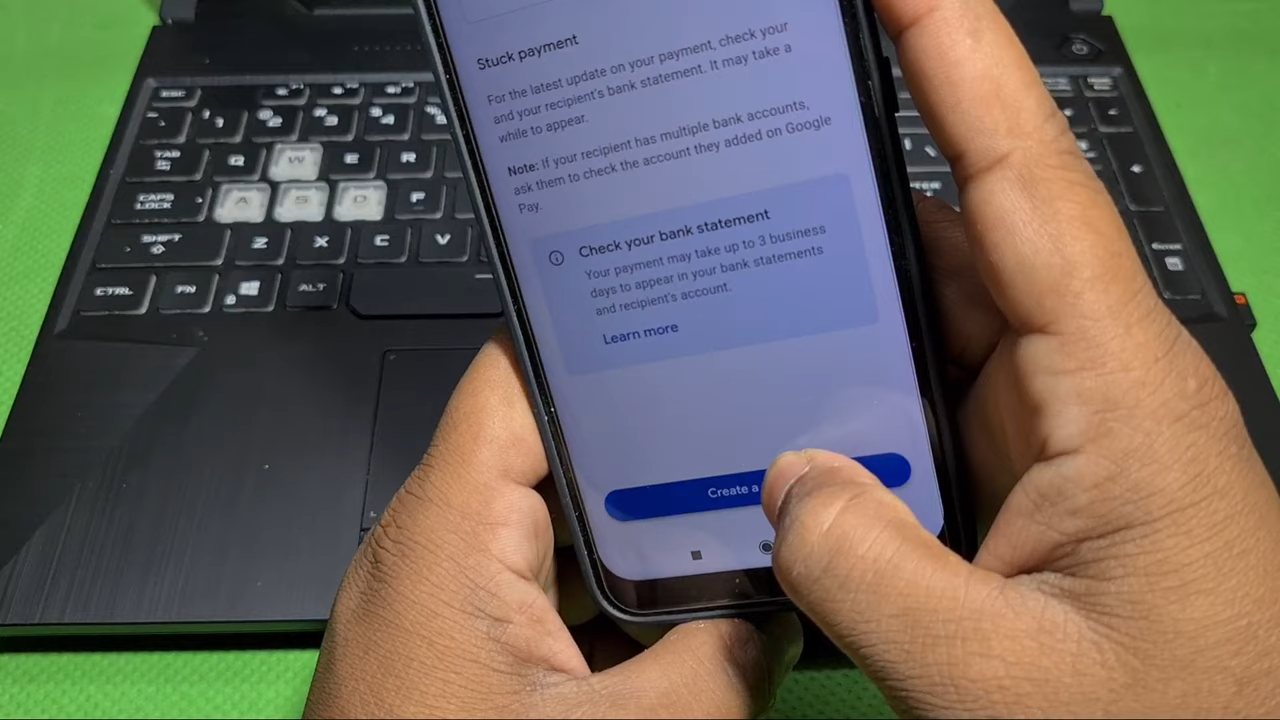 Stuck payment
For the latest update on your payment, check your
and your recipient's bank statement. It may take a
while to appear.
Note: If your recipient has multiple bank accounts,
ask them to check the account they added on Google
Pay.
Check your bank statement
Your payment may take up to 3 business
days to appear in your bank statements
and recipient's account.
Learn more
Create a
ESC
TAB
Q
W
E
R
CAPS
LOCK
A
S
D
F
SHIFT
Z
X
C
V
CTRL
FN
ALT